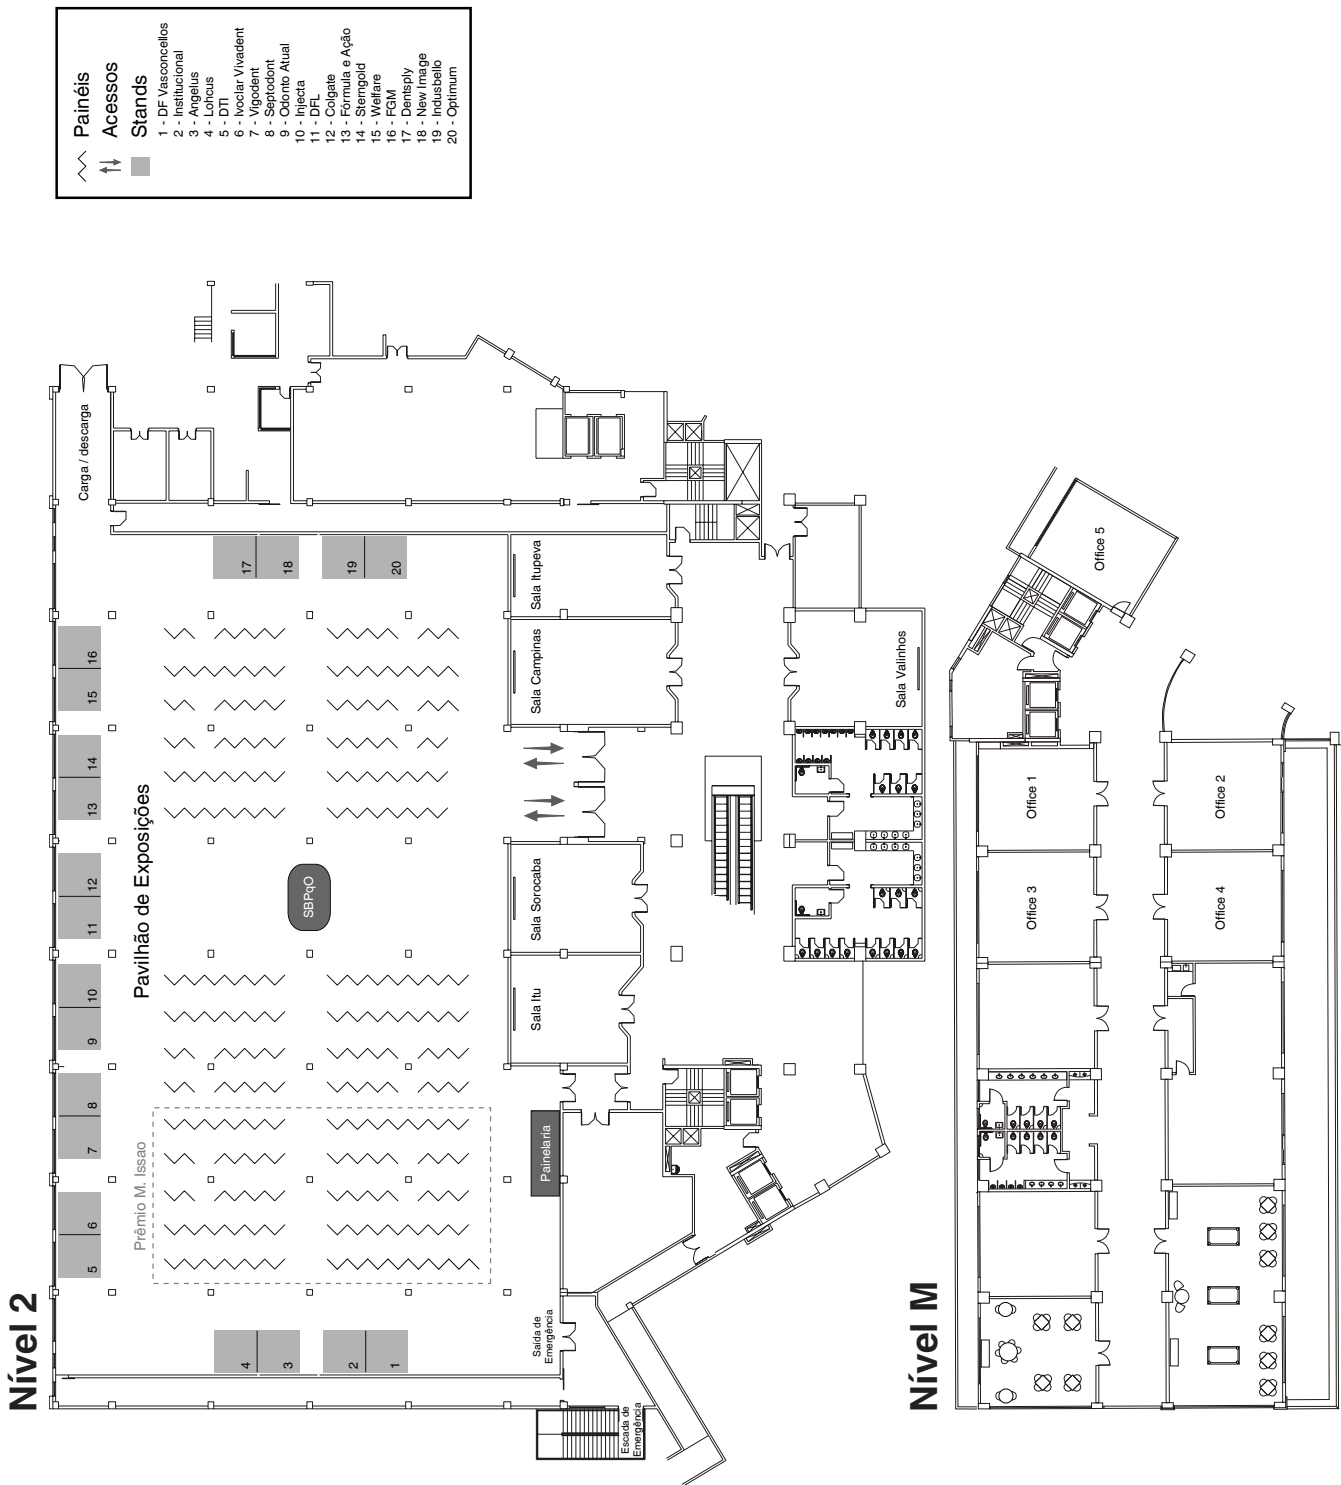 Nível 2
Painéis
Acessos
Stands
1 - DF Vasconcellos
2 - Institucional
3 - Angelus
4 - Lohcus
5 - DTI
6 - Ivoclar Vivadent
7 - Vigodent
8 - Septodont
9 - Odonto Atual
10 - Injecta
11 - DFL
12 - Colgate
13 - Fórmula e Ação
14 - Sterngold
15 - Welfare
16 - FGM
17 - Dentsply
18 - New Image
19 - Indusbello
20 - Optimum
Carga / descarga
5
6
7
8
9
10
11
12
13
14
15
16
Prêmio M. Issao
Pavilhão de Exposições
4
3
2
1
17
18
19
20
SBPqO
Saída de
Emergência
Painelaria
Sala Itu
Sala Sorocaba
Sala Campinas
Sala Itupeva
Escada de
Emergência
Sala Valinhos
Nível M
Office 3
Office 1
Office 5
Office 4
Office 2